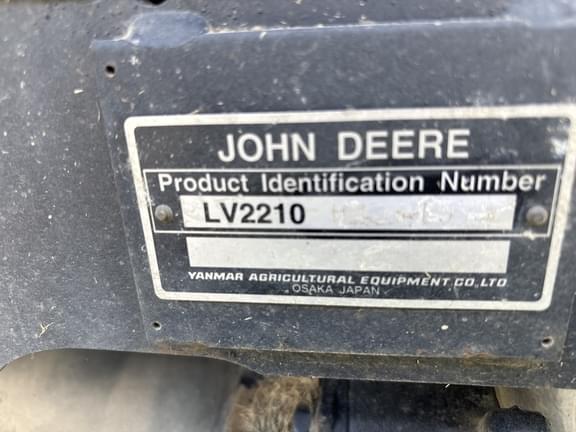 JOHN DEERE
Product Identification Number
LV2210
YANMAR AGRICULTURAL EQUIPMENT CO., LTD
OSAKA JAPAN